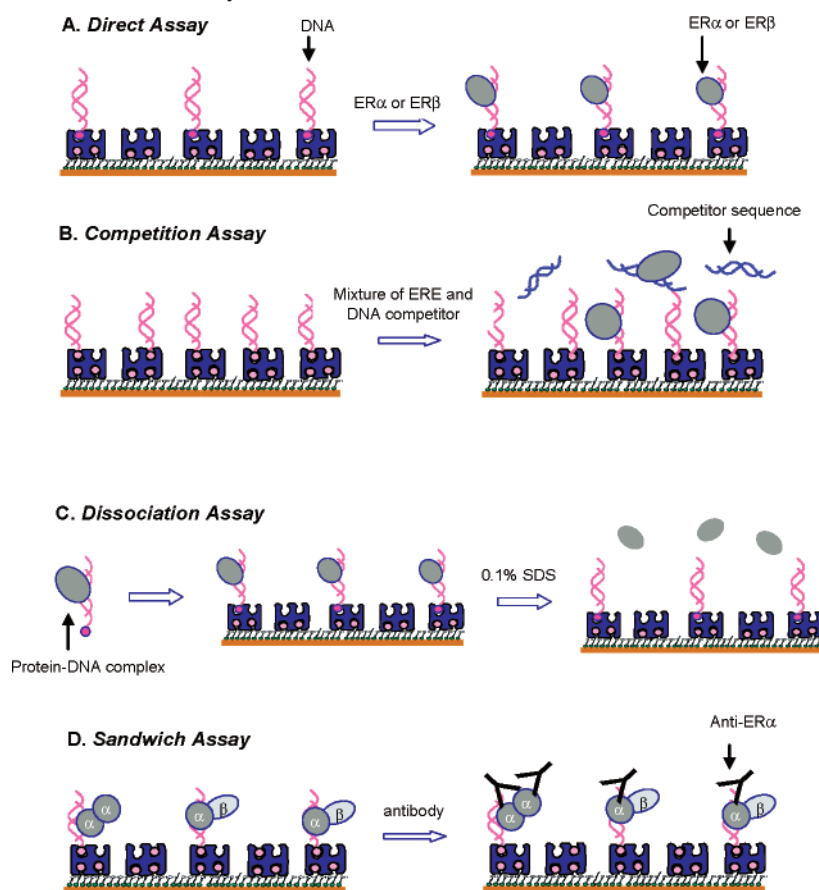 A. Direct Assay
DNA
ERα or ERβ
ERα or ERβ
B. Competition Assay
Competitor sequence
Mixture of ERE and
DNA competitor
C. Dissociation Assay
0.1% SDS
Protein-DNA complex
D. Sandwich Assay
Anti-ERα
antibody
α α α β α β
α α α β α β